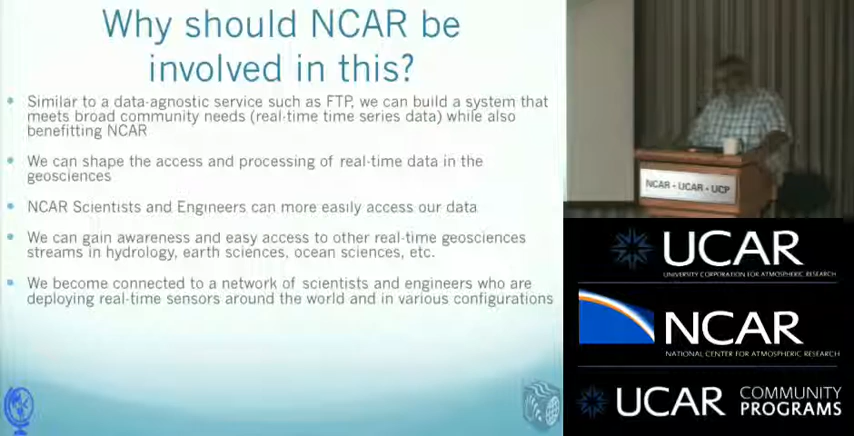 Why should NCAR be
involved in this?
Similar to a data-agnostic service such as FTP, we can build a system that
meets broad community needs (real-time time series data) while also
benefitting NCAR
We can shape the access and processing of real-time data in the
geosciences
NCAR Scientists and Engineers can more easily access our data
We can gain awareness and easy access to other real-time geosciences
streams in hydrology, earth sciences, ocean sciences, etc.
We become connected to a network of scientists and engineers who are
deploying real-time sensors around the world and in various configurations
NCAR - UCAR - UCP
UCAR
UNIVERSITY CORPORATION FOR ATMOSPHERIC RESEARCH
NCAR
NATIONAL CENTER FOR ATMOSPHERIC RESEARCH
UCAR COMMUNITY
PROGRAMS